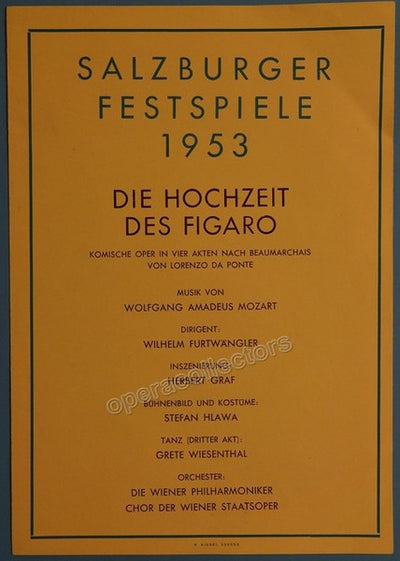 SALZBURGER
FESTSPIELE
1953
DIE HOCHZEIT
DES FIGARO
KOMISCHE OPER IN VIER AKTEN NACH BEAUMARCHAIS
VON LORENZO DA PONTE
MUSIK VON
WOLFGANG AMADEUS MOZART
DIRIGENT:
WILHELM FURTWÄNGLER
INSZENIERUNG:
HERBERT GRAF
operacollectors
BÜHNENBILD UND KOSTÜME:
STEFAN HLAWA
TANZ (DRITTER AKT):
GRETE WIESENTHAL
ORCHESTER:
DIE WIENER PHILHARMONIKER
CHOR DER WIENER STAATSOPER